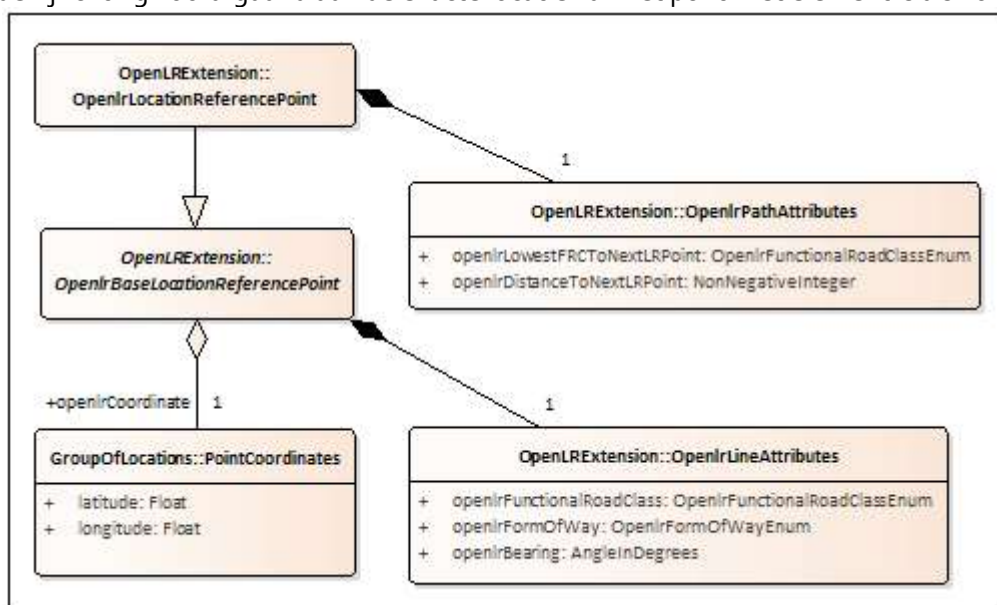 OpenLRExtension::
OpenlrLocationReferencePoint
1
OpenLRExtension::OpenlrPathAttributes
+ openlrLowestFRCToNextLRPoint: OpenlrFunctionalRoadClassEnum
+ openlrDistanceToNextLRPoint: NonNegativeInteger
OpenLRExtension::
OpenlrBaseLocationReferencePoint
+openlrCoordinate 1
1
GroupOfLocations::PointCoordinates
+ latitude: Float
+ longitude: Float
OpenLRExtension::OpenlrLineAttributes
+ openlrFunctionalRoadClass: OpenlrFunctionalRoadClassEnum
+ openlrFormOfWay: OpenlrFormOfWayEnum
+ openlrBearing: AngleInDegrees